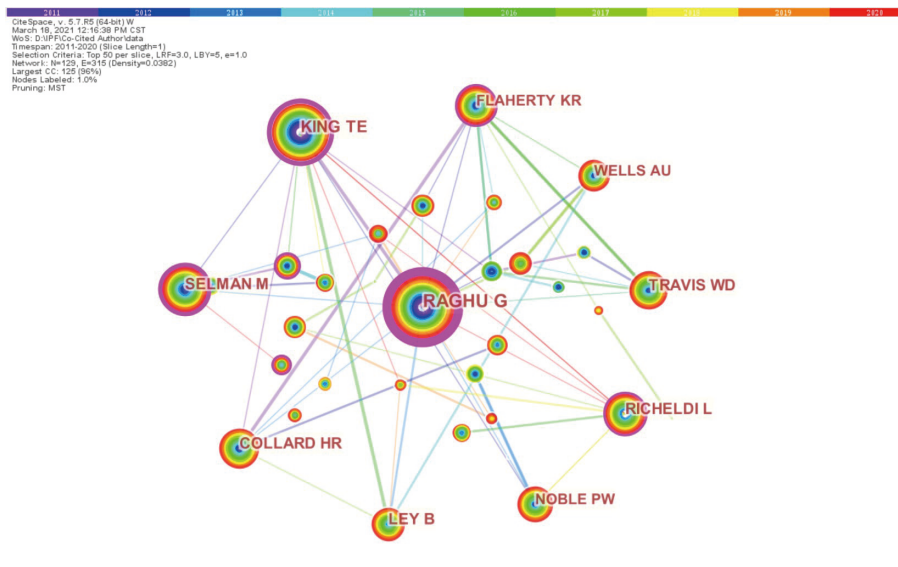 2011 2012 2013 2014 2015 2016 2017 2018 2019 2020
CiteSpace, v. 5.7.R5 (64-bit) W
March 18, 2021 12:16:38 PM CST
WoS: D:\IPF\Co-Cited Author\data
Timespan: 2011-2020 (Slice Length=1)
Selection Criteria: Top 50 per slice, LRF=3.0, LBY=5, e=1.0
Network: N=129, E=315 (Density=0.0382)
Largest CC: 125 (96%)
Nodes Labeled: 1.0%
Pruning: MST
FLAHERTY KR
KING TE
WELLS AU
SELMAN M
TRAVIS WD
RAGHU G
RICHELDI L
COLLARD HR
NOBLE PW
LEY B